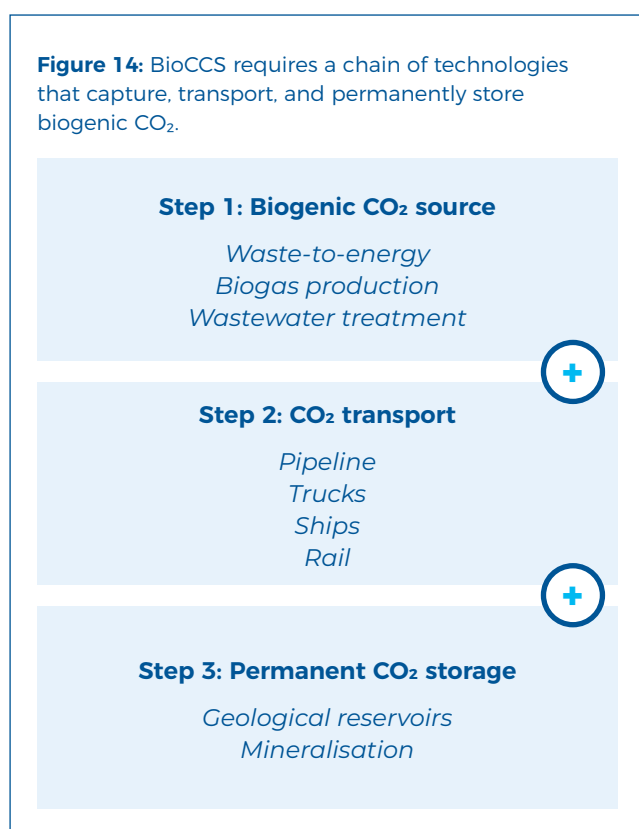 Figure 14: BioCCS requires a chain of technologies
that capture, transport, and permanently store
biogenic CO₂.
Step 1: Biogenic CO₂ source
Waste-to-energy
Biogas production
Wastewater treatment
+
Step 2: CO₂ transport
Pipeline
Trucks
Ships
Rail
+
Step 3: Permanent CO₂ storage
Geological reservoirs
Mineralisation